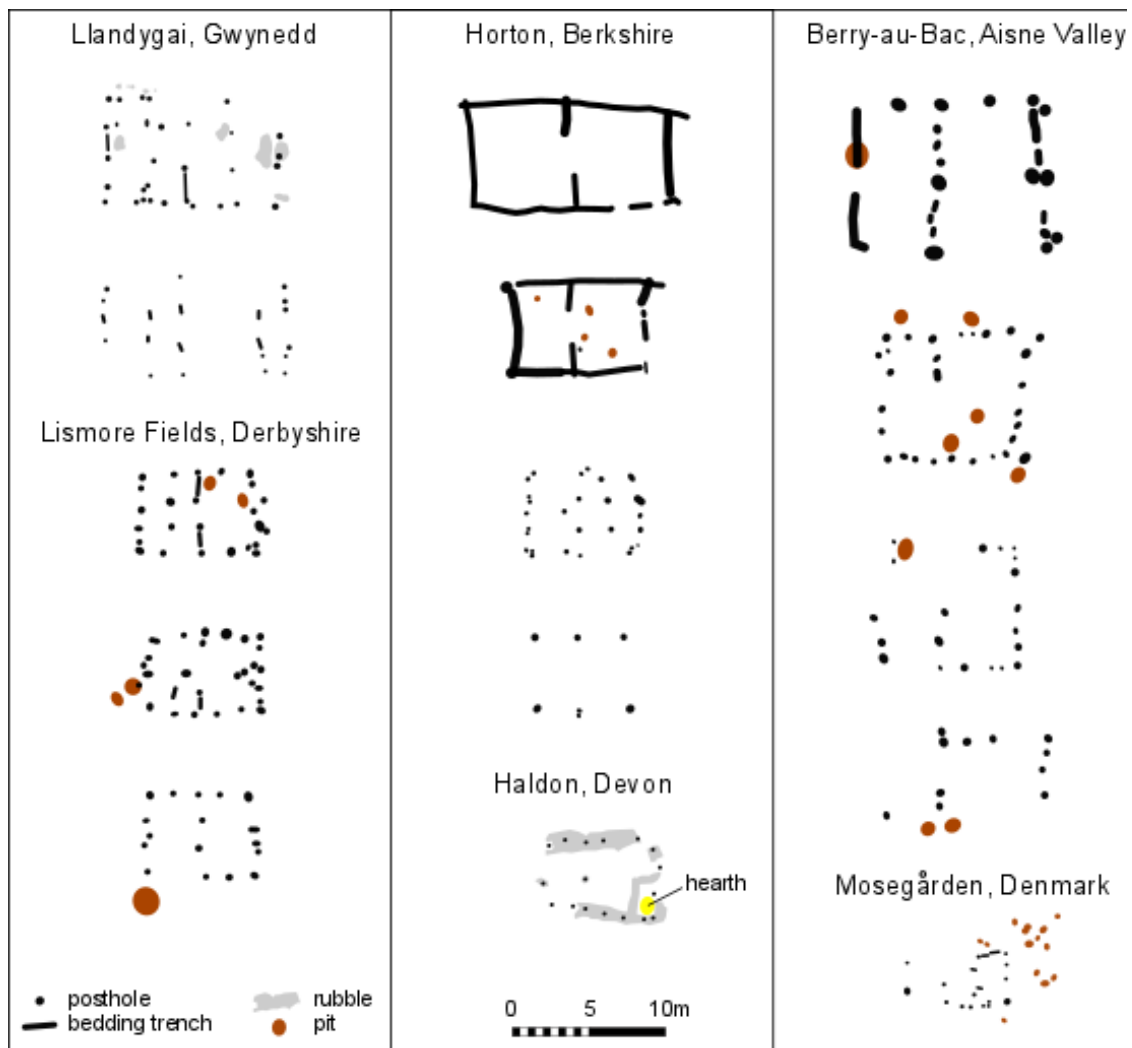 Llandygai, Gwynedd
Lismore Fields, Derbyshire
posthole
bedding trench
rubble
pit
Horton, Berkshire
Haldon, Devon
hearth
0 5 10m
Berry-au-Bac, Aisne Valley
Mosegården, Denmark